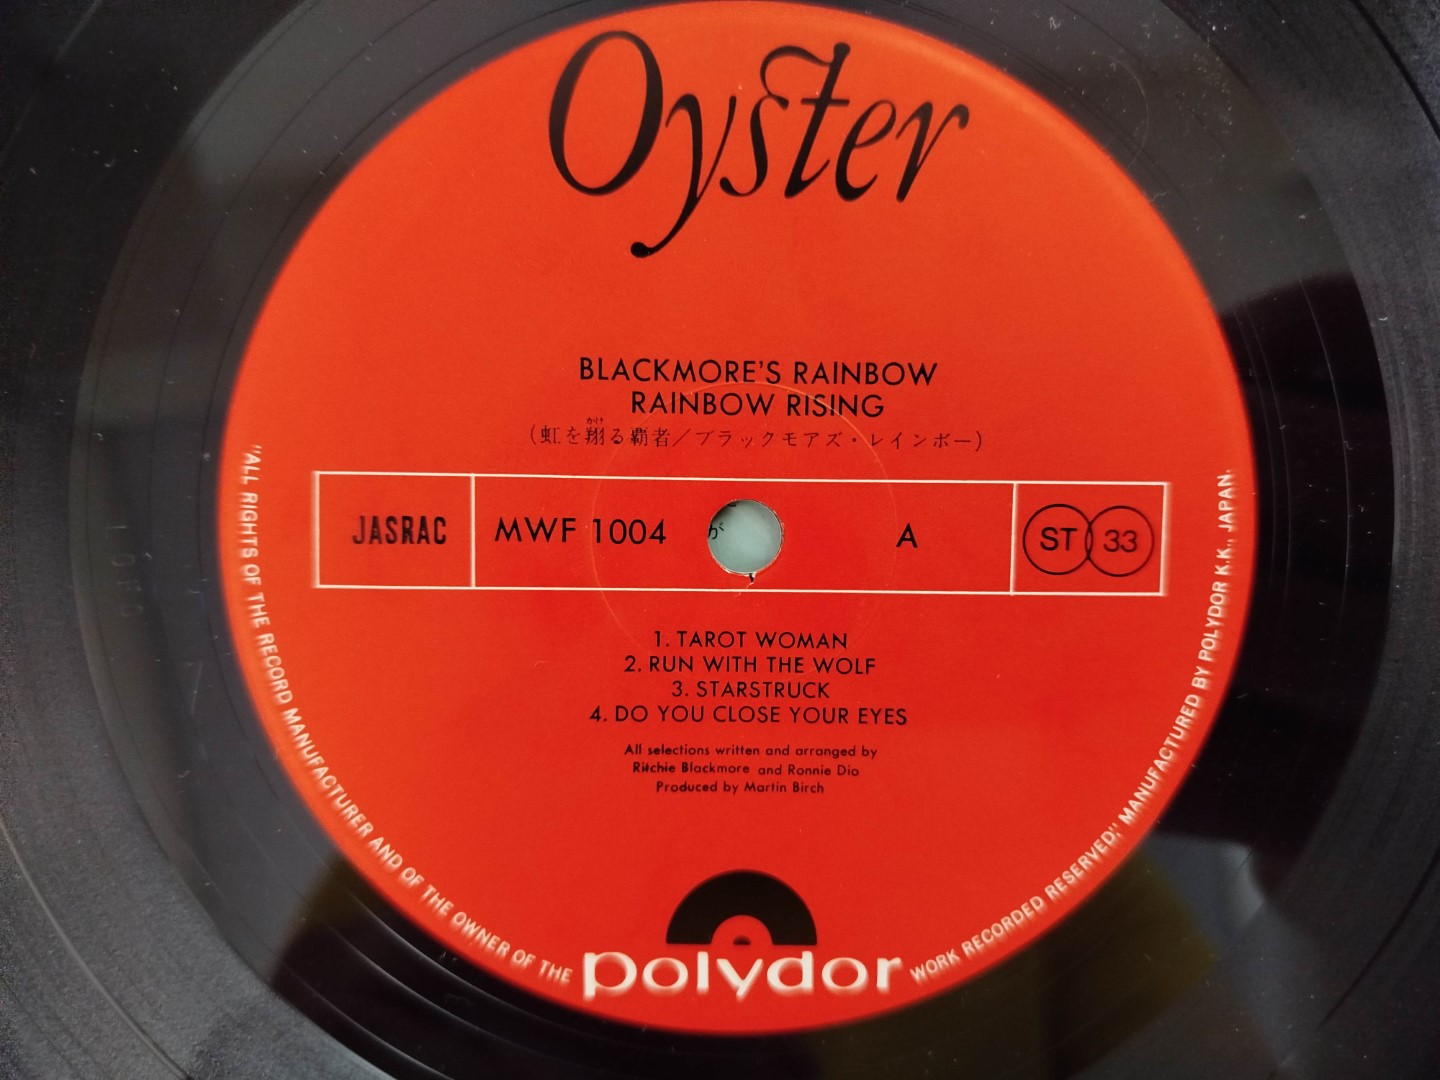 Oyster
BLACKMORE'S RAINBOW
RAINBOW RISING
かけ
(虹を翔る覇者/ブラックモアズ・レインボー)
JASRAC
MWF 1004
A
ST
33
1. TAROT WOMAN
2. RUN WITH THE WOLF
3. STARSTRUCK
4. DO YOU CLOSE YOUR EYES
All selections written and arranged by
Ritchie Blackmore and Ronnie Dio
Produced by Martin Birch
polydor
"ALL RIGHTS OF THE RECORD MANUFACTURER AND OF THE OWNER OF THE WORK RECORDED RESERVED," MANUFACTURED BY POLYDOR K.K., JAPAN.